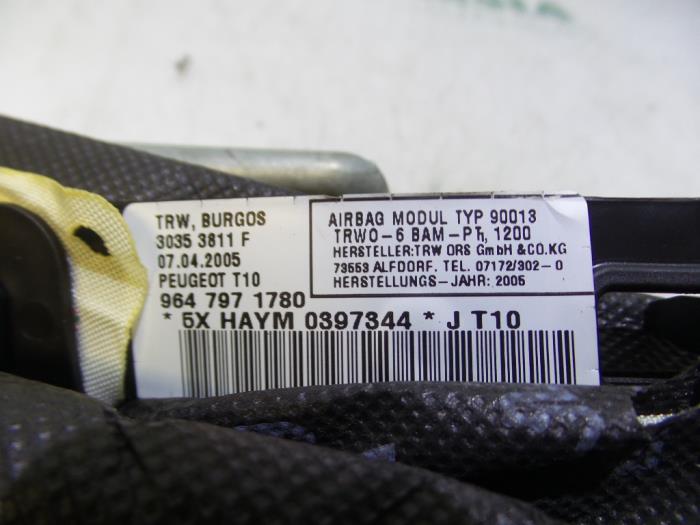 TRW, BURGOS
3035 3811 F
07.04.2005
PEUGEOT T10
964 797 1780
AIRBAG MODUL TYP 90013
TRWO-6 BAM-PŦ, 1200
HERSTELLER:TRW ORS GmbH &CO.KG
73553 ALFDORF. TEL. 07172/302-0
HERSTELLUNGS-JAHR: 2005
* 5X HAYM 0397344 * J T10